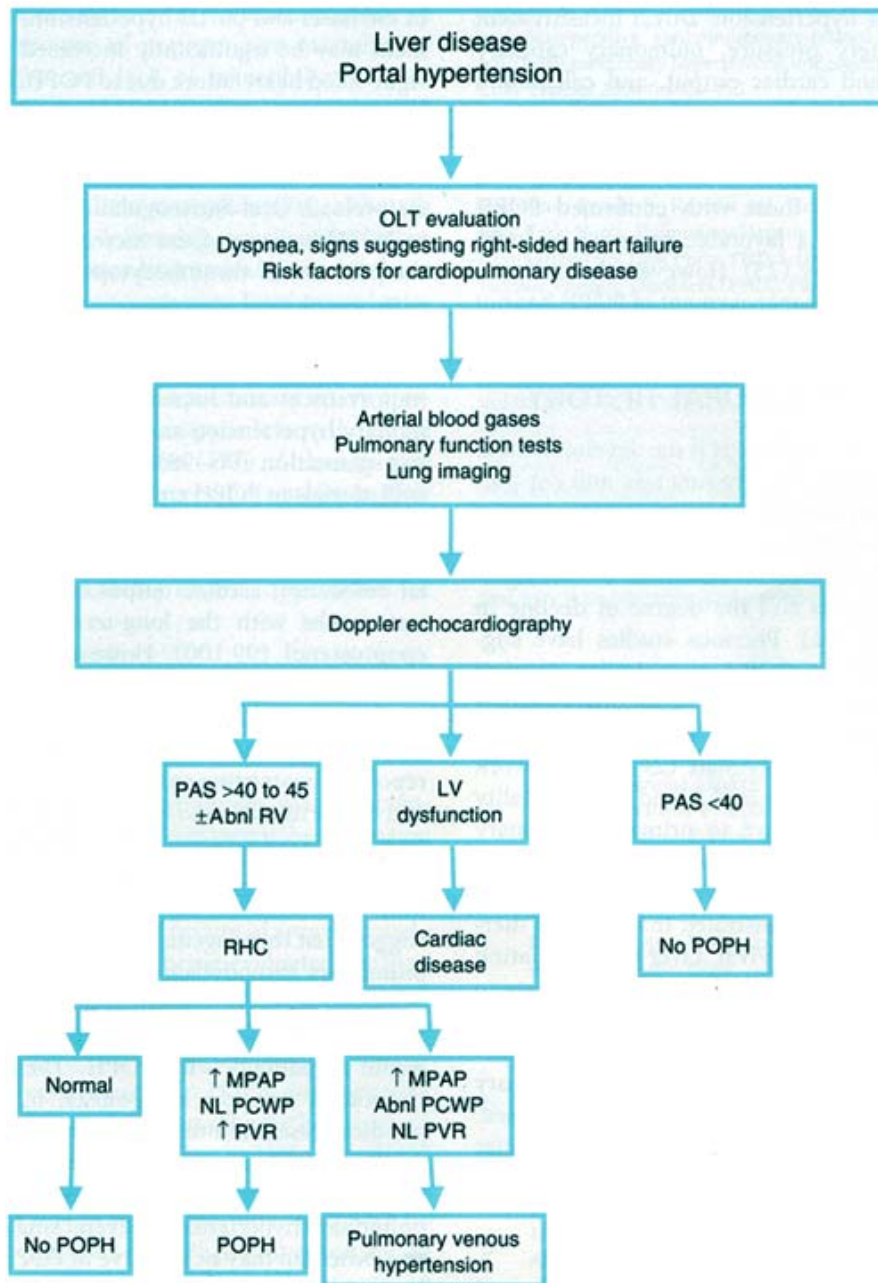 Liver disease
Portal hypertension
OLT evaluation
Dyspnea, signs suggesting right-sided heart failure
Risk factors for cardiopulmonary disease
Arterial blood gases
Pulmonary function tests
Lung imaging
Doppler echocardiography
PAS >40 to 45
±Abnl RV
LV
dysfunction
PAS <40
RHC
Cardiac
disease
No POPH
Normal
↑ MPAP
NL PCWP
↑ PVR
↑ MPAP
Abnl PCWP
NL PVR
No POPH
POPH
Pulmonary venous
hypertension